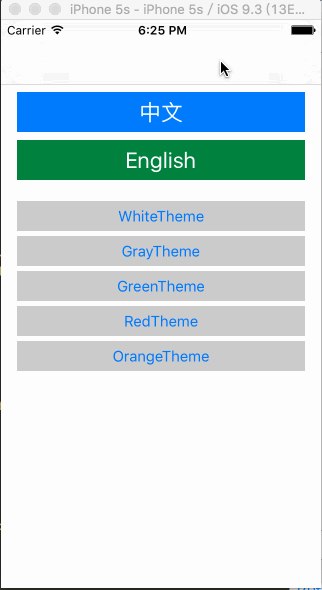 iPhone 5s - iPhone 5s / iOS 9.3 (13E...
Carrier 6:25 PM
中文
English
WhiteTheme
GrayTheme
GreenTheme
RedTheme
OrangeTheme